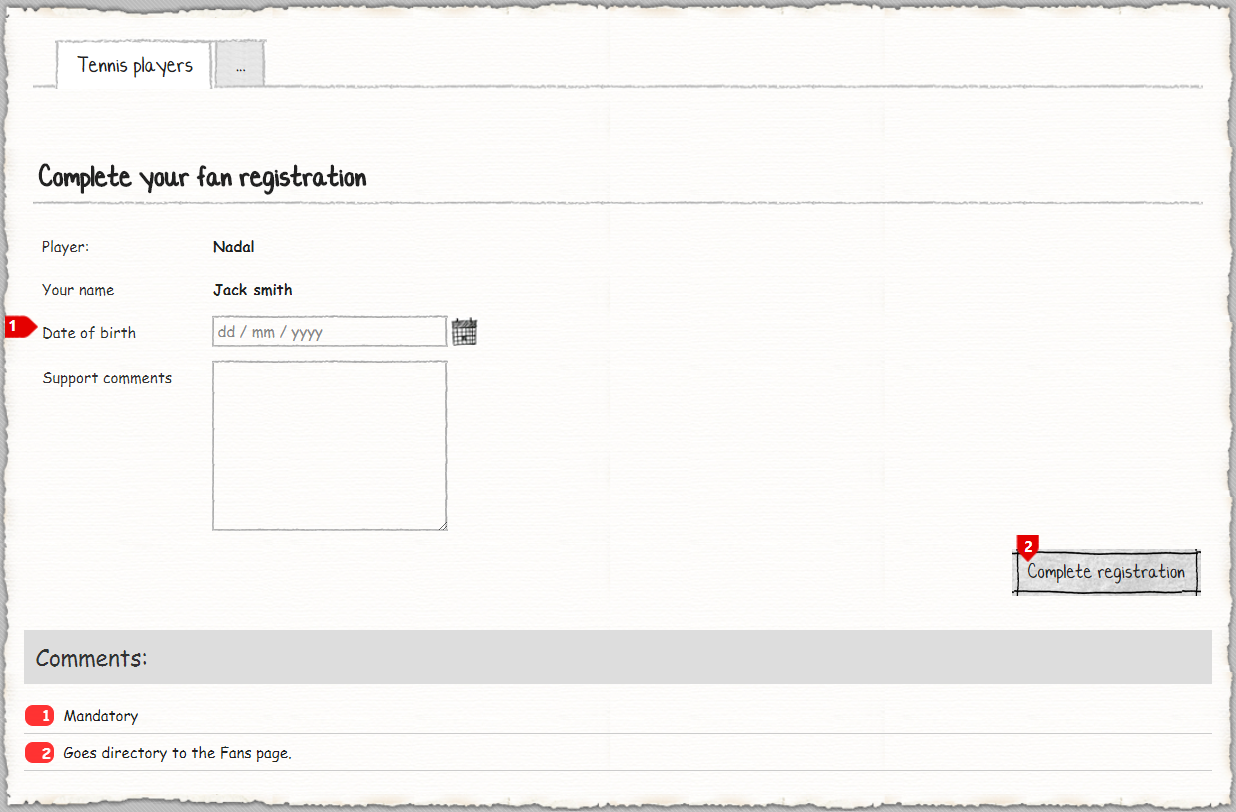 Tennis players ...
Complete your fan registration
Player: Nadal
Your name Jack smith
1 Date of birth dd / mm / yyyy
Support comments
2
Complete registration
Comments:
1 Mandatory
2 Goes directory to the Fans page.